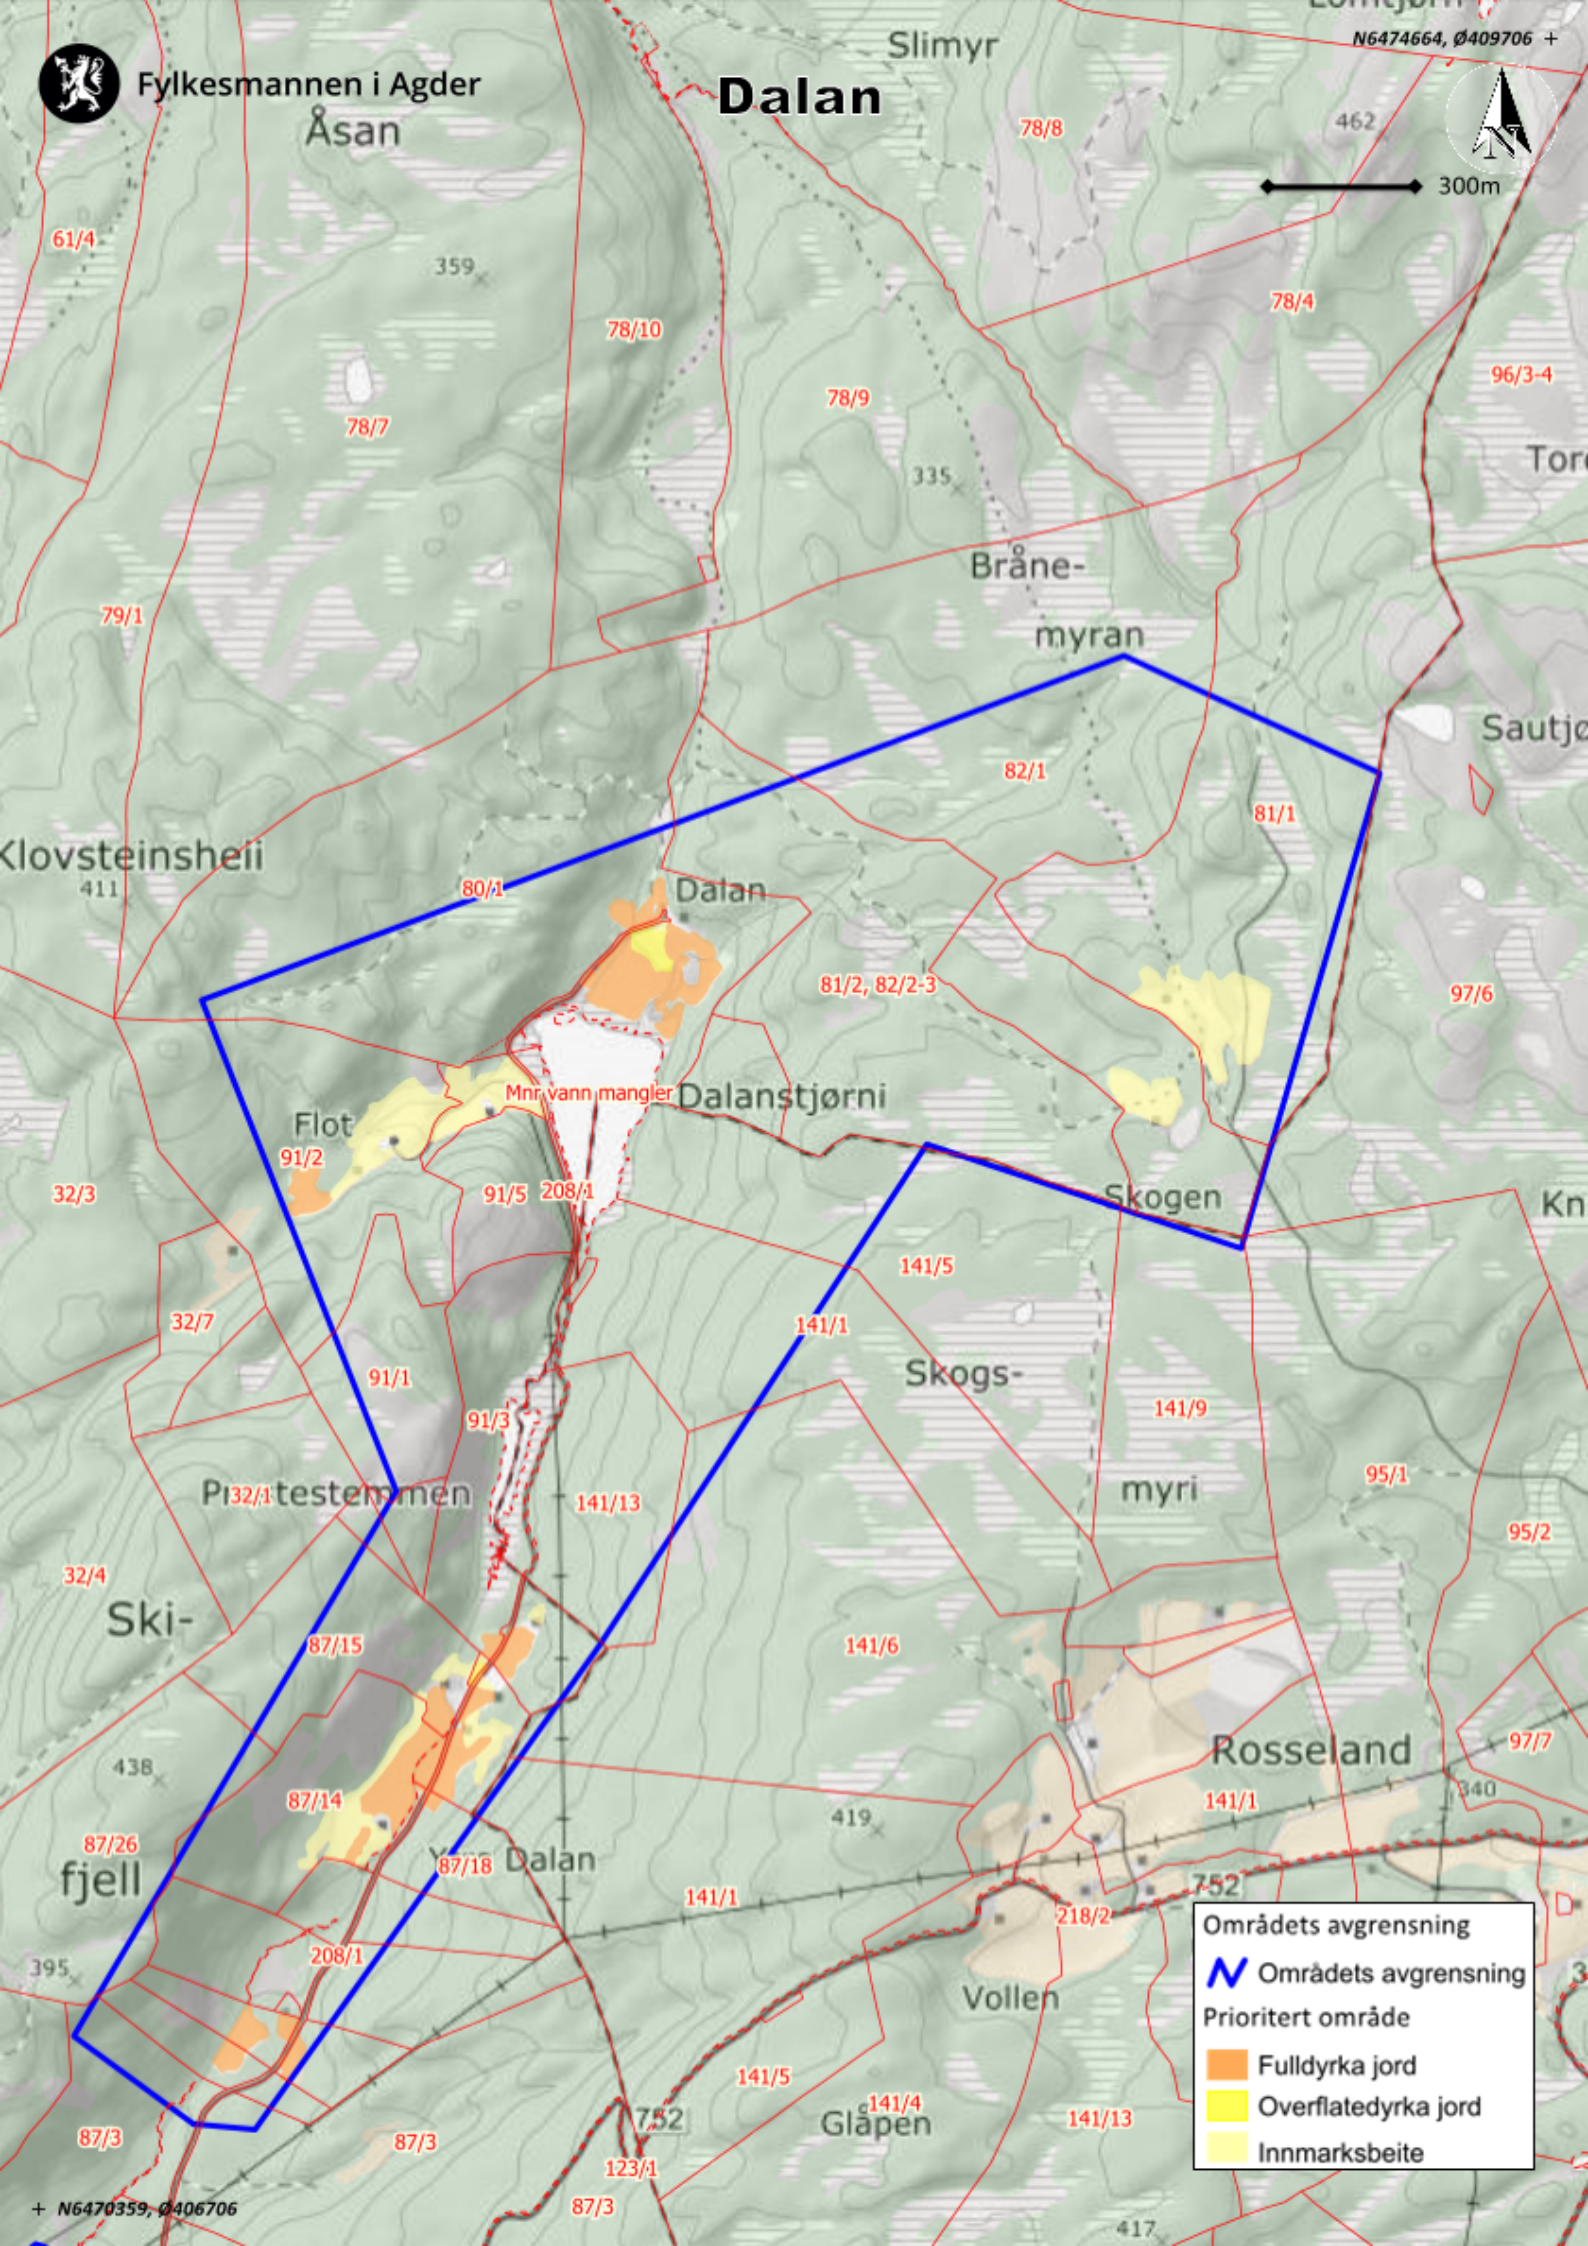 Slimyr
N6474664, Ø409706 +
Fylkesmannen i Agder
Dalan
Åsan
78/8
462
N
300m
61/4
359
78/10
78/4
96/3-4
78/9
78/7
335
Bråne-
79/1
myran
Sautjø
82/1
81/1
Klovsteinsheii
411
80/1
Dalan
81/2, 82/2-3
97/6
Mnr vann mangler
Dalanstjørni
Flot
91/2
32/3
91/5
208/1
Skogen
Kn
141/5
32/7
141/1
91/1
Skogs-
91/3
141/9
95/1
32/1
141/13
myri
95/2
32/4
Ski-
87/15
141/6
97/7
Rosseland
438
87/14
141/1
340
419
87/26
fjell
87/18
Dalan
752
141/1
218/2
395
208/1
Vollen
Områdets avgrensning
Områdets avgrensning
Prioritert område
Fulldyrka jord
Overflatedyrka jord
Innmarksbeite
141/5
141/4
752
Glåpen
141/13
87/3
87/3
123/1
+ N6470359, Ø406706
87/3
417